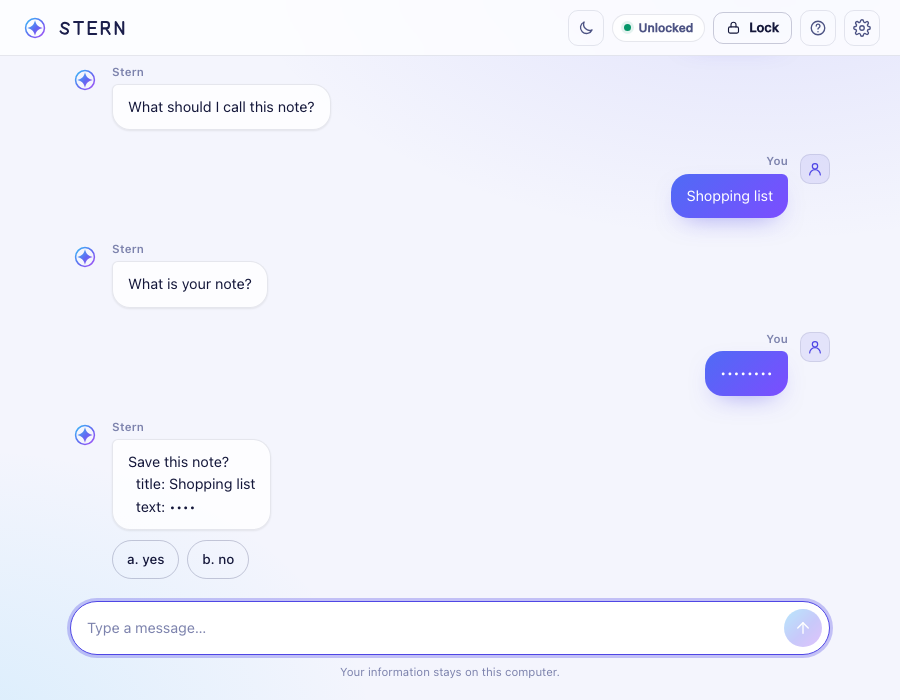 STERN
Unlocked
Lock
Stern
What should I call this note?
You
Shopping list
Stern
What is your note?
You
••••••••
Stern
Save this note?
title: Shopping list
text: ••••
a. yes
b. no
Type a message...
Your information stays on this computer.